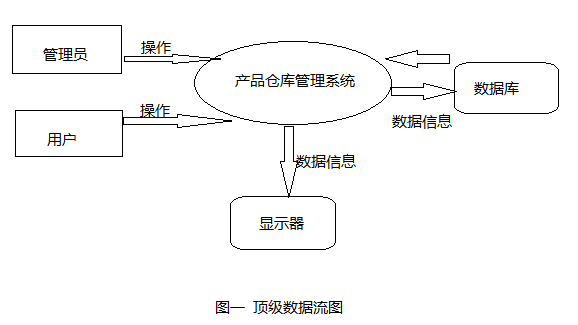 管理员
操作
产品仓库管理系统
数据库
操作
用户
数据信息
数据信息
显示器
图一 顶级数据流图